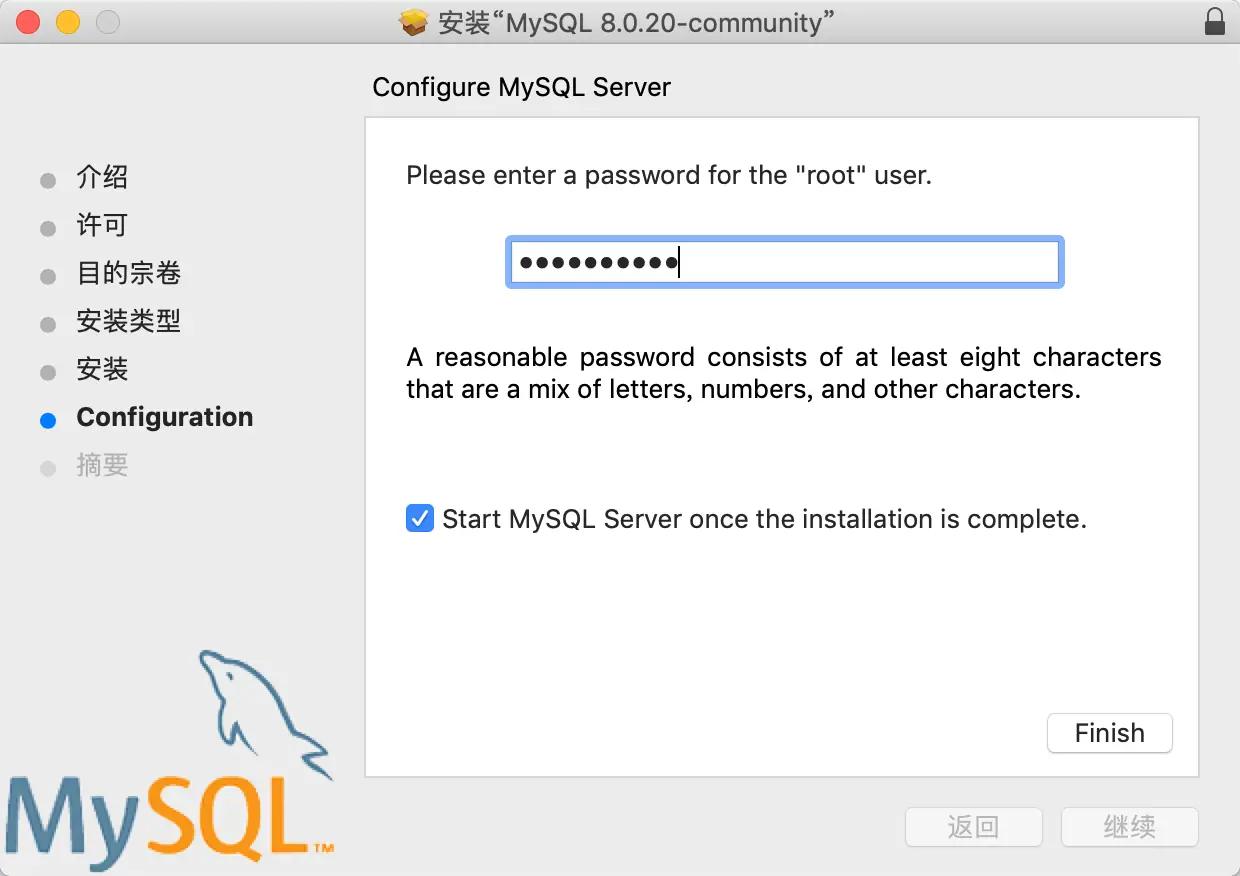 安装“MySQL 8.0.20-community”
Configure MySQL Server
介绍
许可
目的宗卷
安装类型
安装
Configuration
摘要
Please enter a password for the "root" user.
••••••••••
A reasonable password consists of at least eight characters
that are a mix of letters, numbers, and other characters.
Start MySQL Server once the installation is complete.
Finish
MySQL™
返回
继续